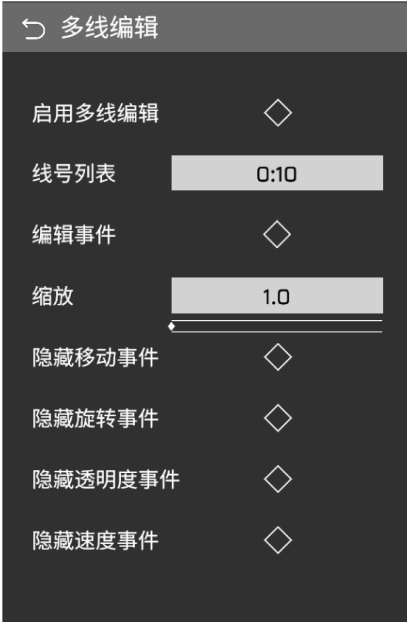 多线编辑
启用多线编辑
线号列表 0:10
编辑事件
缩放 1.0
隐藏移动事件
隐藏旋转事件
隐藏透明度事件
隐藏速度事件